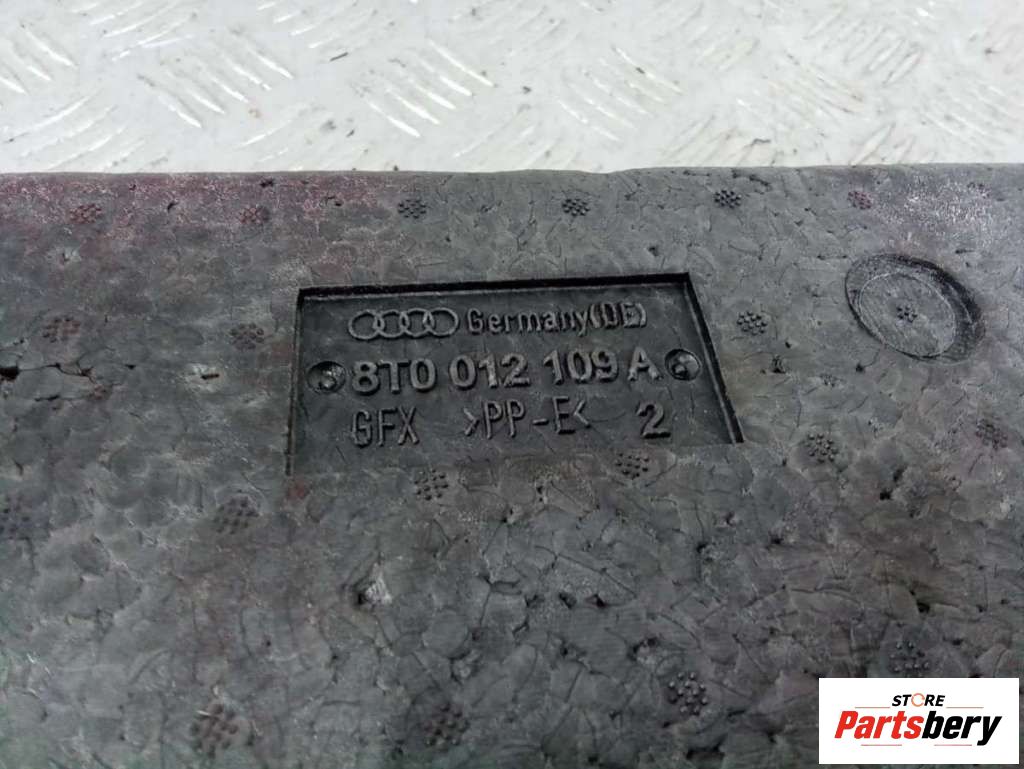 Germany(DE)
8T0 012 109 A
GFX >PP-E< 2
STORE
Partsbery